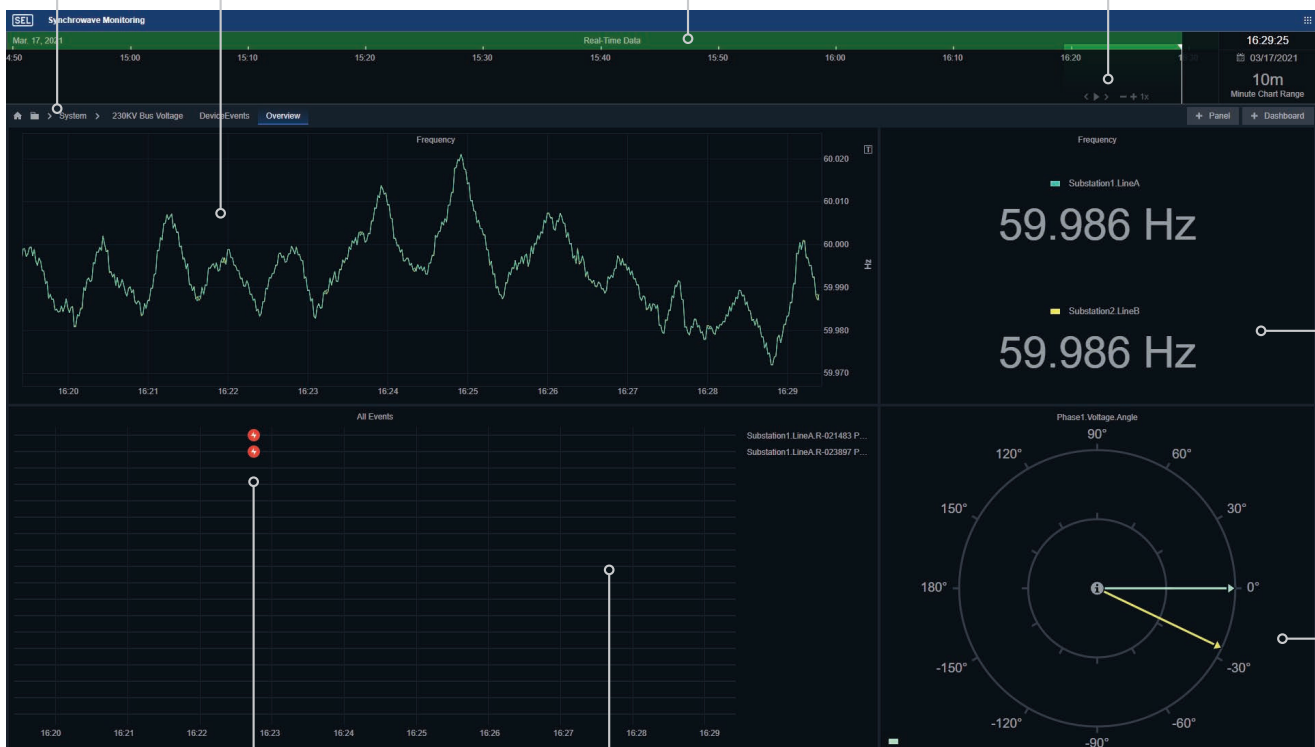 SEL Synchrowave Monitoring
Mar. 17, 2021
Real-Time Data
4:50 15:00 15:10 15:20 15:30 15:40 15:50 16:00 16:10 16:20
16:29:25
03/17/2021
10m
Minute Chart Range
1x
System > 230KV Bus Voltage DeviceEvents Overview
+ Panel + Dashboard
Frequency
T
60.020
60.010
60.000
59.990
59.980
59.970
Hz
16:20 16:21 16:22 16:23 16:24 16:25 16:26 16:27 16:28 16:29
Frequency
Substation1.LineA
59.986 Hz
Substation2.LineB
59.986 Hz
All Events
Substation1.LineA.R-021483 P...
Substation1.LineA.R-023897 P...
16:20 16:21 16:22 16:23 16:24 16:25 16:26 16:27 16:28 16:29
Phase1.Voltage.Angle
90°
120° 60°
150° 30°
180° 0°
-150° -30°
-120° -60°
-90°